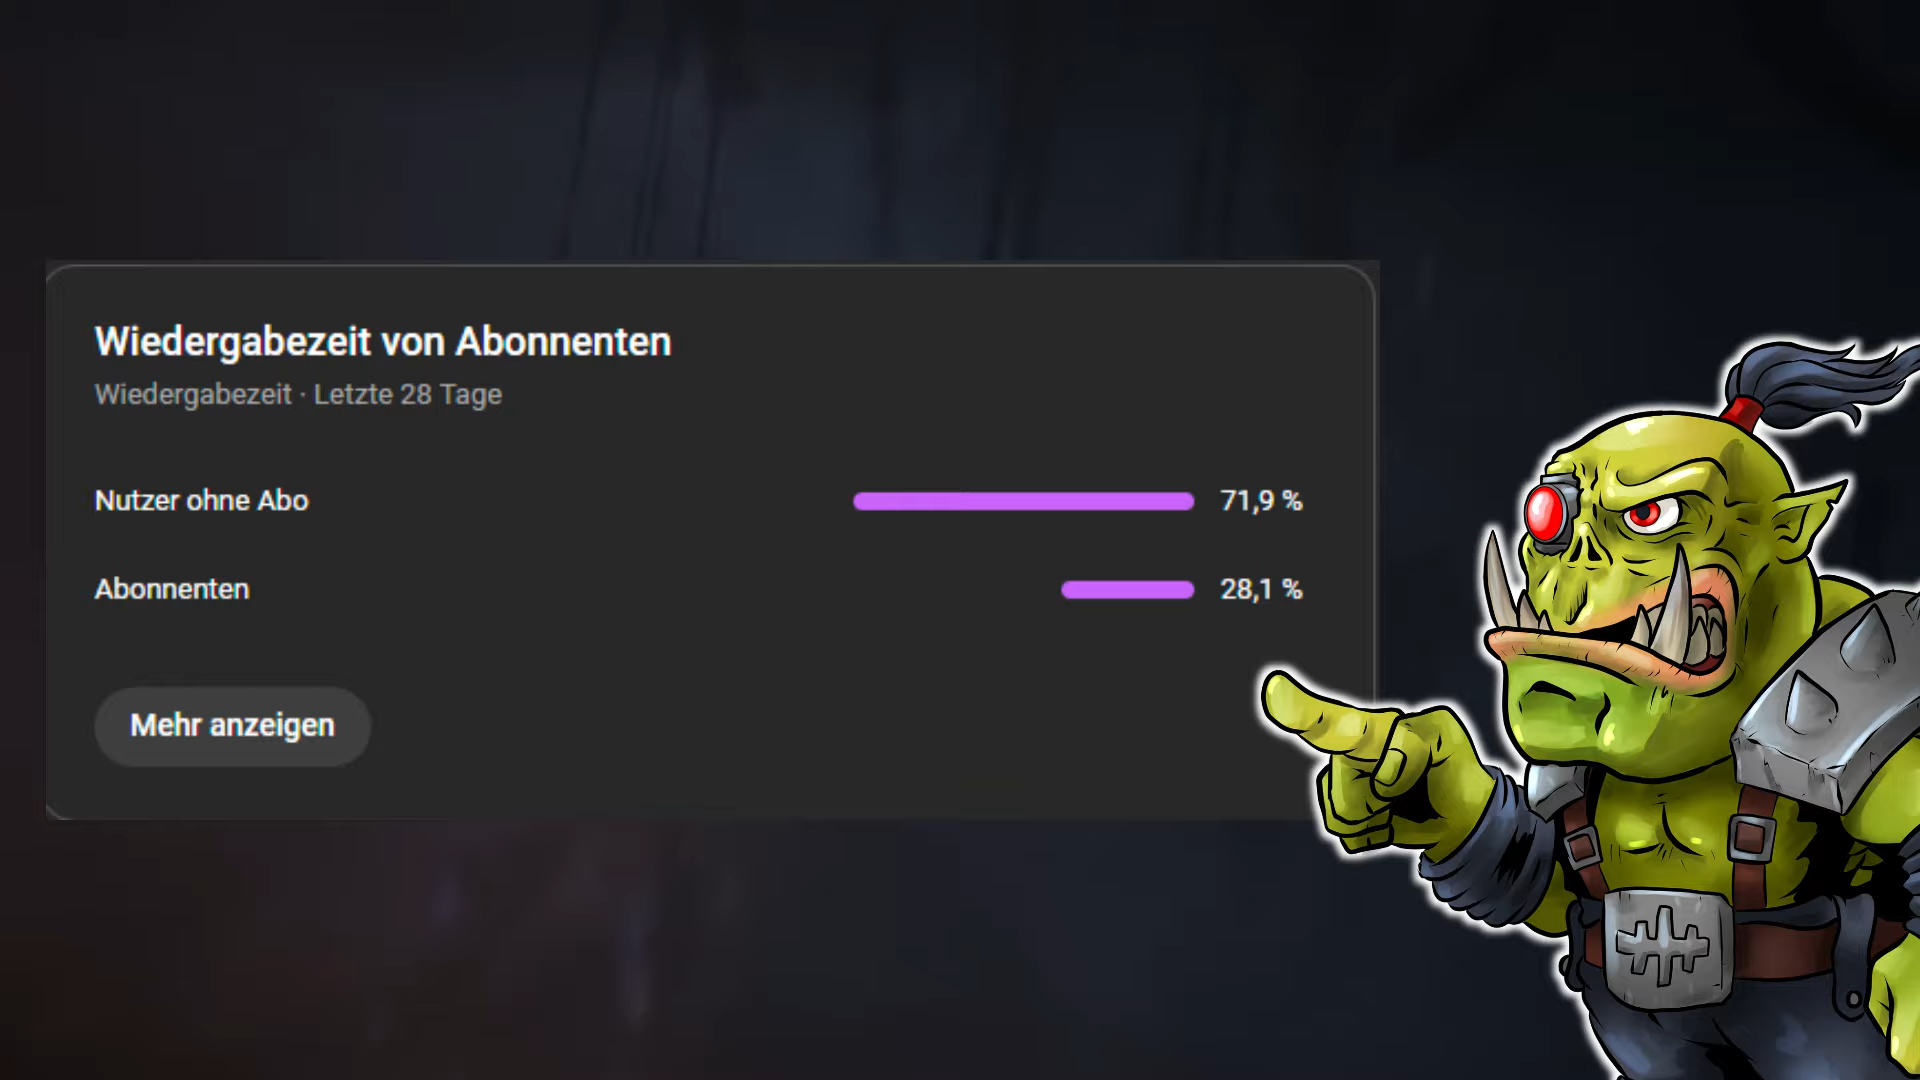 Wiedergabezeit von Abonnenten
Wiedergabezeit · Letzte 28 Tage
Nutzer ohne Abo 71,9 %
Abonnenten 28,1 %
Mehr anzeigen